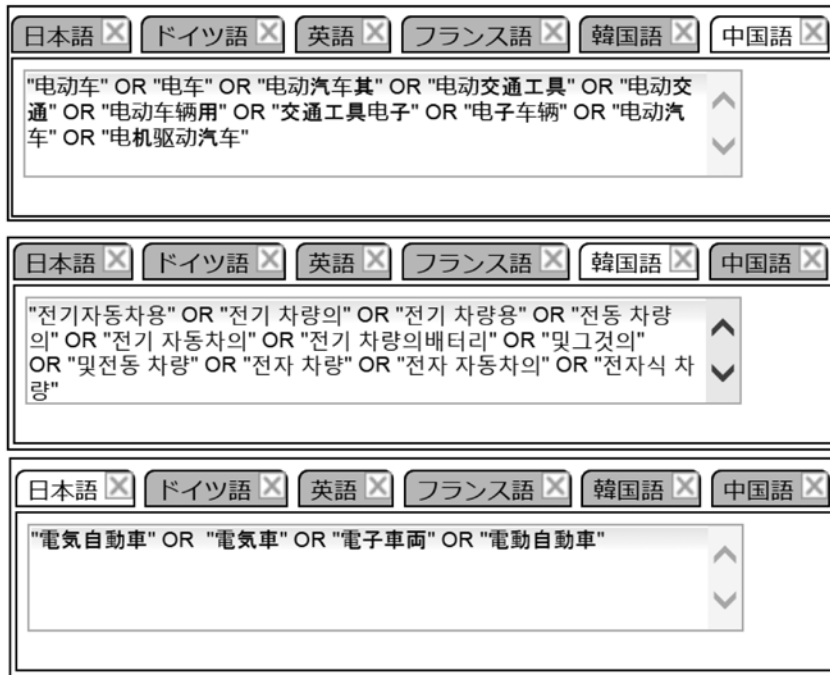 日本語 ドイツ語 英語 フランス語 韓国語 中国語
"电动车" OR "电车" OR "电动汽车其" OR "电动交通工具" OR "电动交
通" OR "电动车辆用" OR "交通工具电子" OR "电子车辆" OR "电动汽
车" OR "电机驱动汽车"
日本語 ドイツ語 英語 フランス語 韓国語 中国語
"전기자동차용" OR "전기 차량의" OR "전기 차량용" OR "전동 차량
의" OR "전기 자동차의" OR "전기 차량의배터리" OR "및그것의"
OR "및전동 차량" OR "전자 차량" OR "전자 자동차의" OR "전자식 차
량"
日本語 ドイツ語 英語 フランス語 韓国語 中国語
"電気自動車" OR "電気車" OR "電子車両" OR "電動自動車"